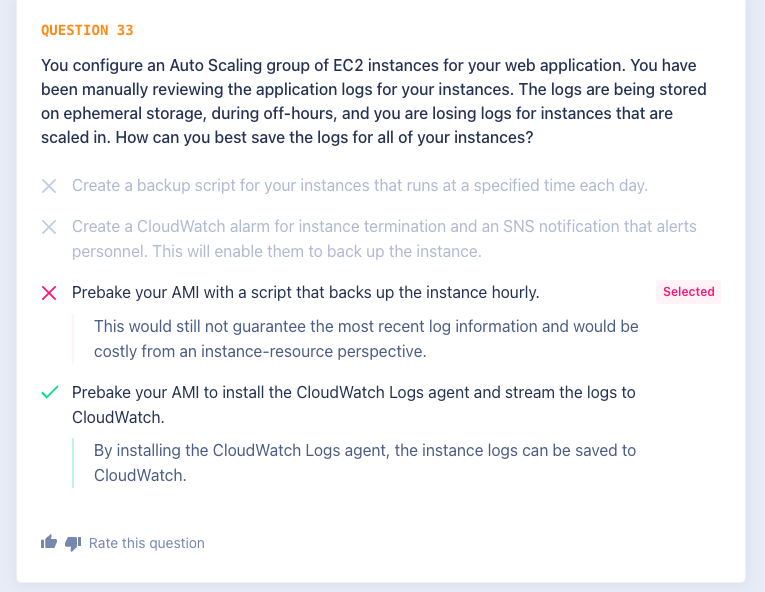 QUESTION 33
You configure an Auto Scaling group of EC2 instances for your web application. You have
been manually reviewing the application logs for your instances. The logs are being stored
on ephemeral storage, during off-hours, and you are losing logs for instances that are
scaled in. How can you best save the logs for all of your instances?
Create a backup script for your instances that runs at a specified time each day.
Create a CloudWatch alarm for instance termination and an SNS notification that alerts
personnel. This will enable them to back up the instance.
Prebake your AMI with a script that backs up the instance hourly.
Selected
This would still not guarantee the most recent log information and would be
costly from an instance-resource perspective.
Prebake your AMI to install the CloudWatch Logs agent and stream the logs to
CloudWatch.
By installing the CloudWatch Logs agent, the instance logs can be saved to
CloudWatch.
Rate this question